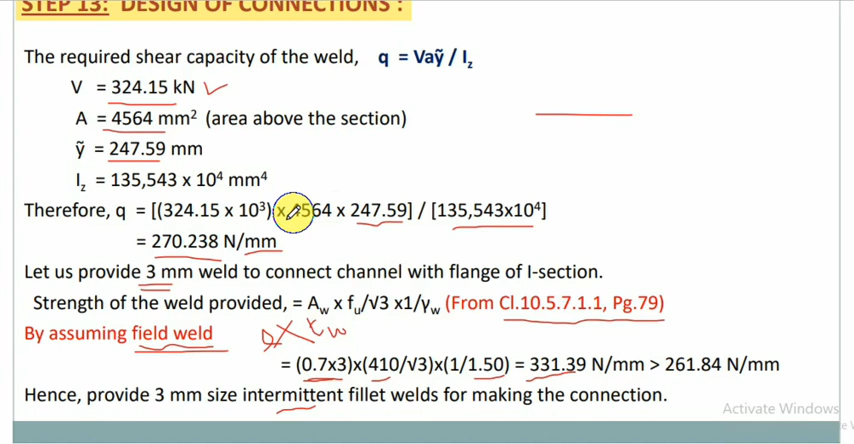 STEP 13: DESIGN OF CONNECTIONS :
The required shear capacity of the weld, q = Vaỹ / Iz
V = 324.15 kN
A = 4564 mm² (area above the section)
ỹ = 247.59 mm
Iz = 135,543 x 10⁴ mm⁴
Therefore, q = [(324.15 x 10³) x 4564 x 247.59] / [135,543x10⁴]
= 270.238 N/mm
Let us provide 3 mm weld to connect channel with flange of I-section.
Strength of the weld provided, = Aw x fu/√3 x1/γw (From Cl.10.5.7.1.1, Pg.79)
By assuming field weld
= (0.7x3)x(410/√3)x(1/1.50) = 331.39 N/mm > 261.84 N/mm
Hence, provide 3 mm size intermittent fillet welds for making the connection.
Activate Windows